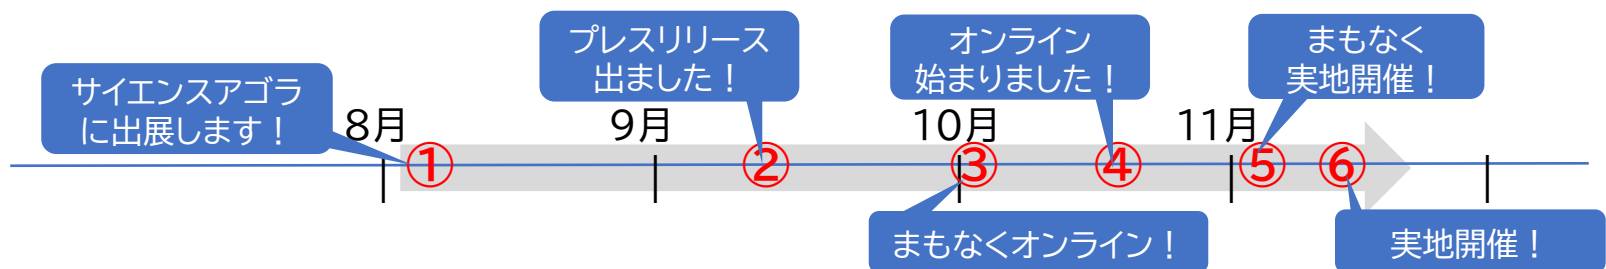 サイエンスアゴラ
に出展します！
プレスリリース
出ました！
オンライン
始まりました！
まもなく
実地開催！
8月
9月
10月
11月
①
②
③
④
⑤
⑥
まもなくオンライン！
実地開催！